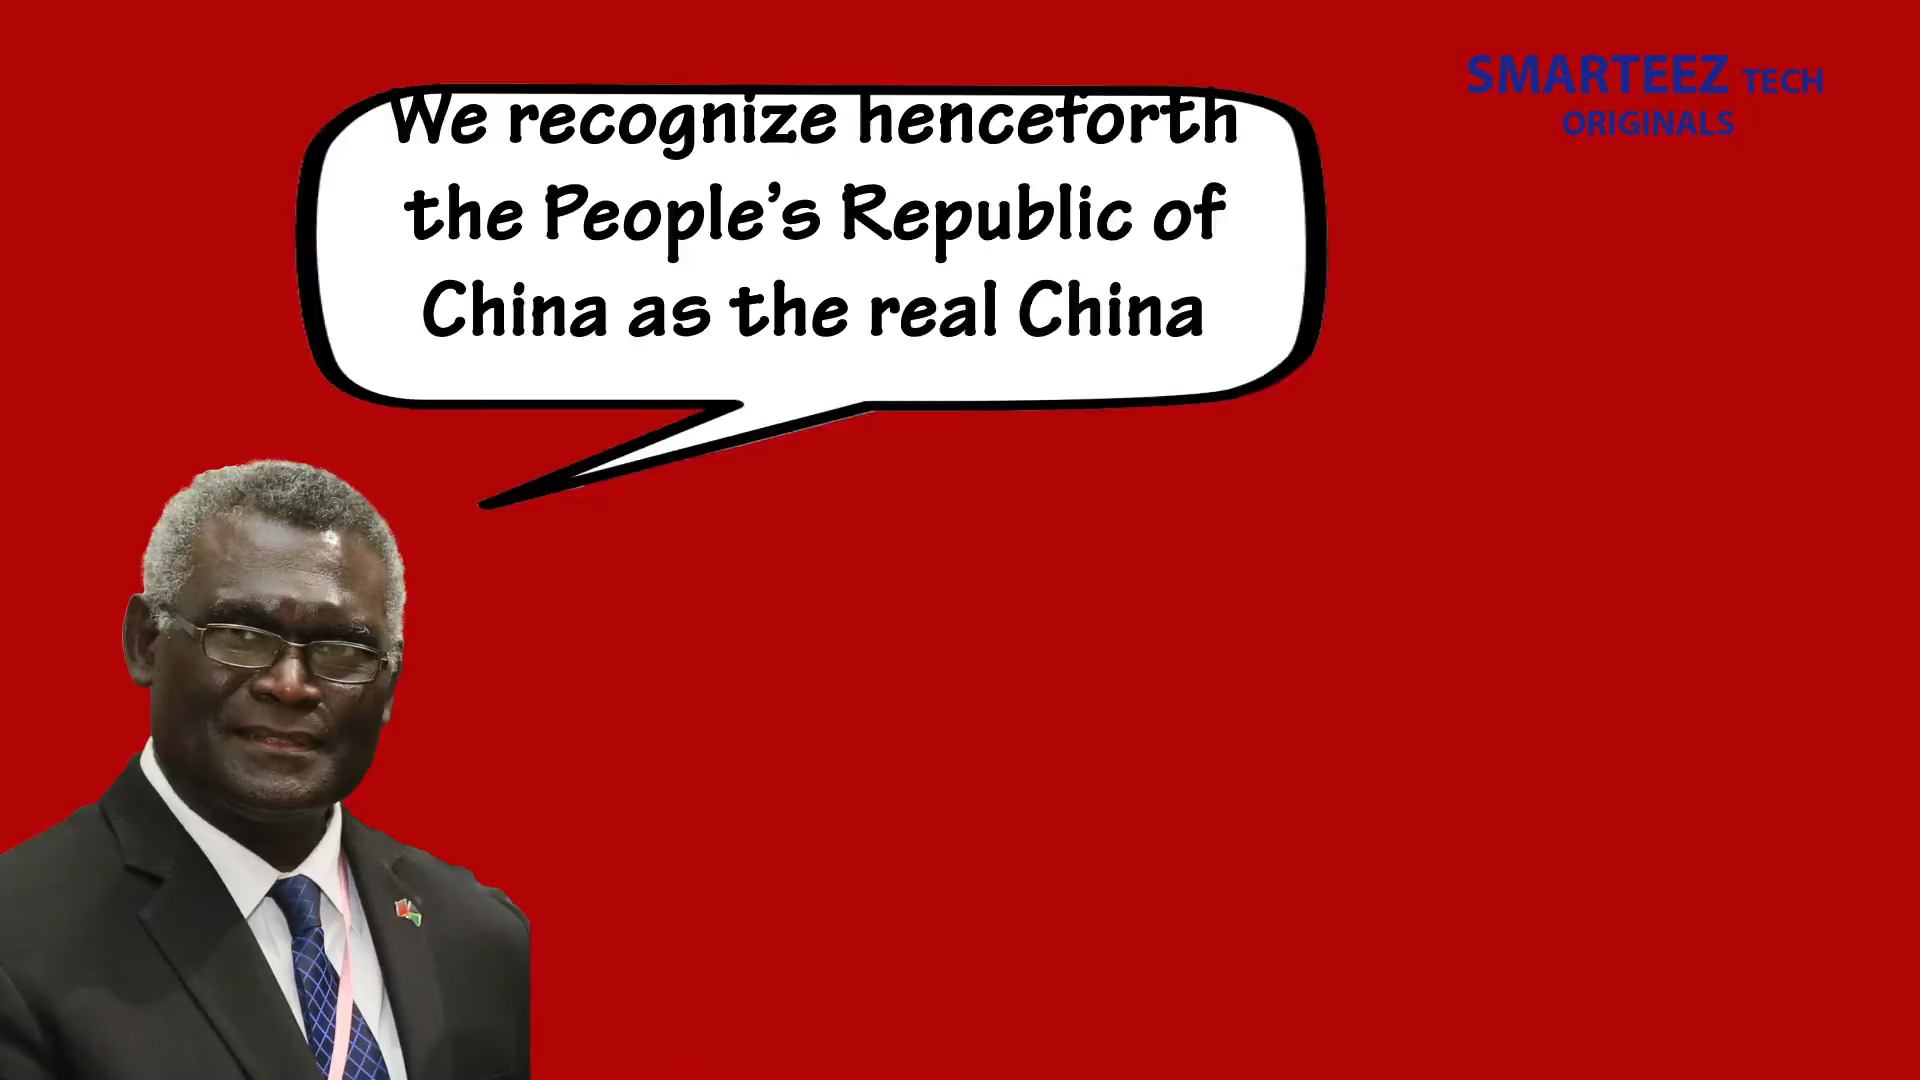 SMARTEEZ TECH
ORIGINALS
We recognize henceforth
the People's Republic of
China as the real China